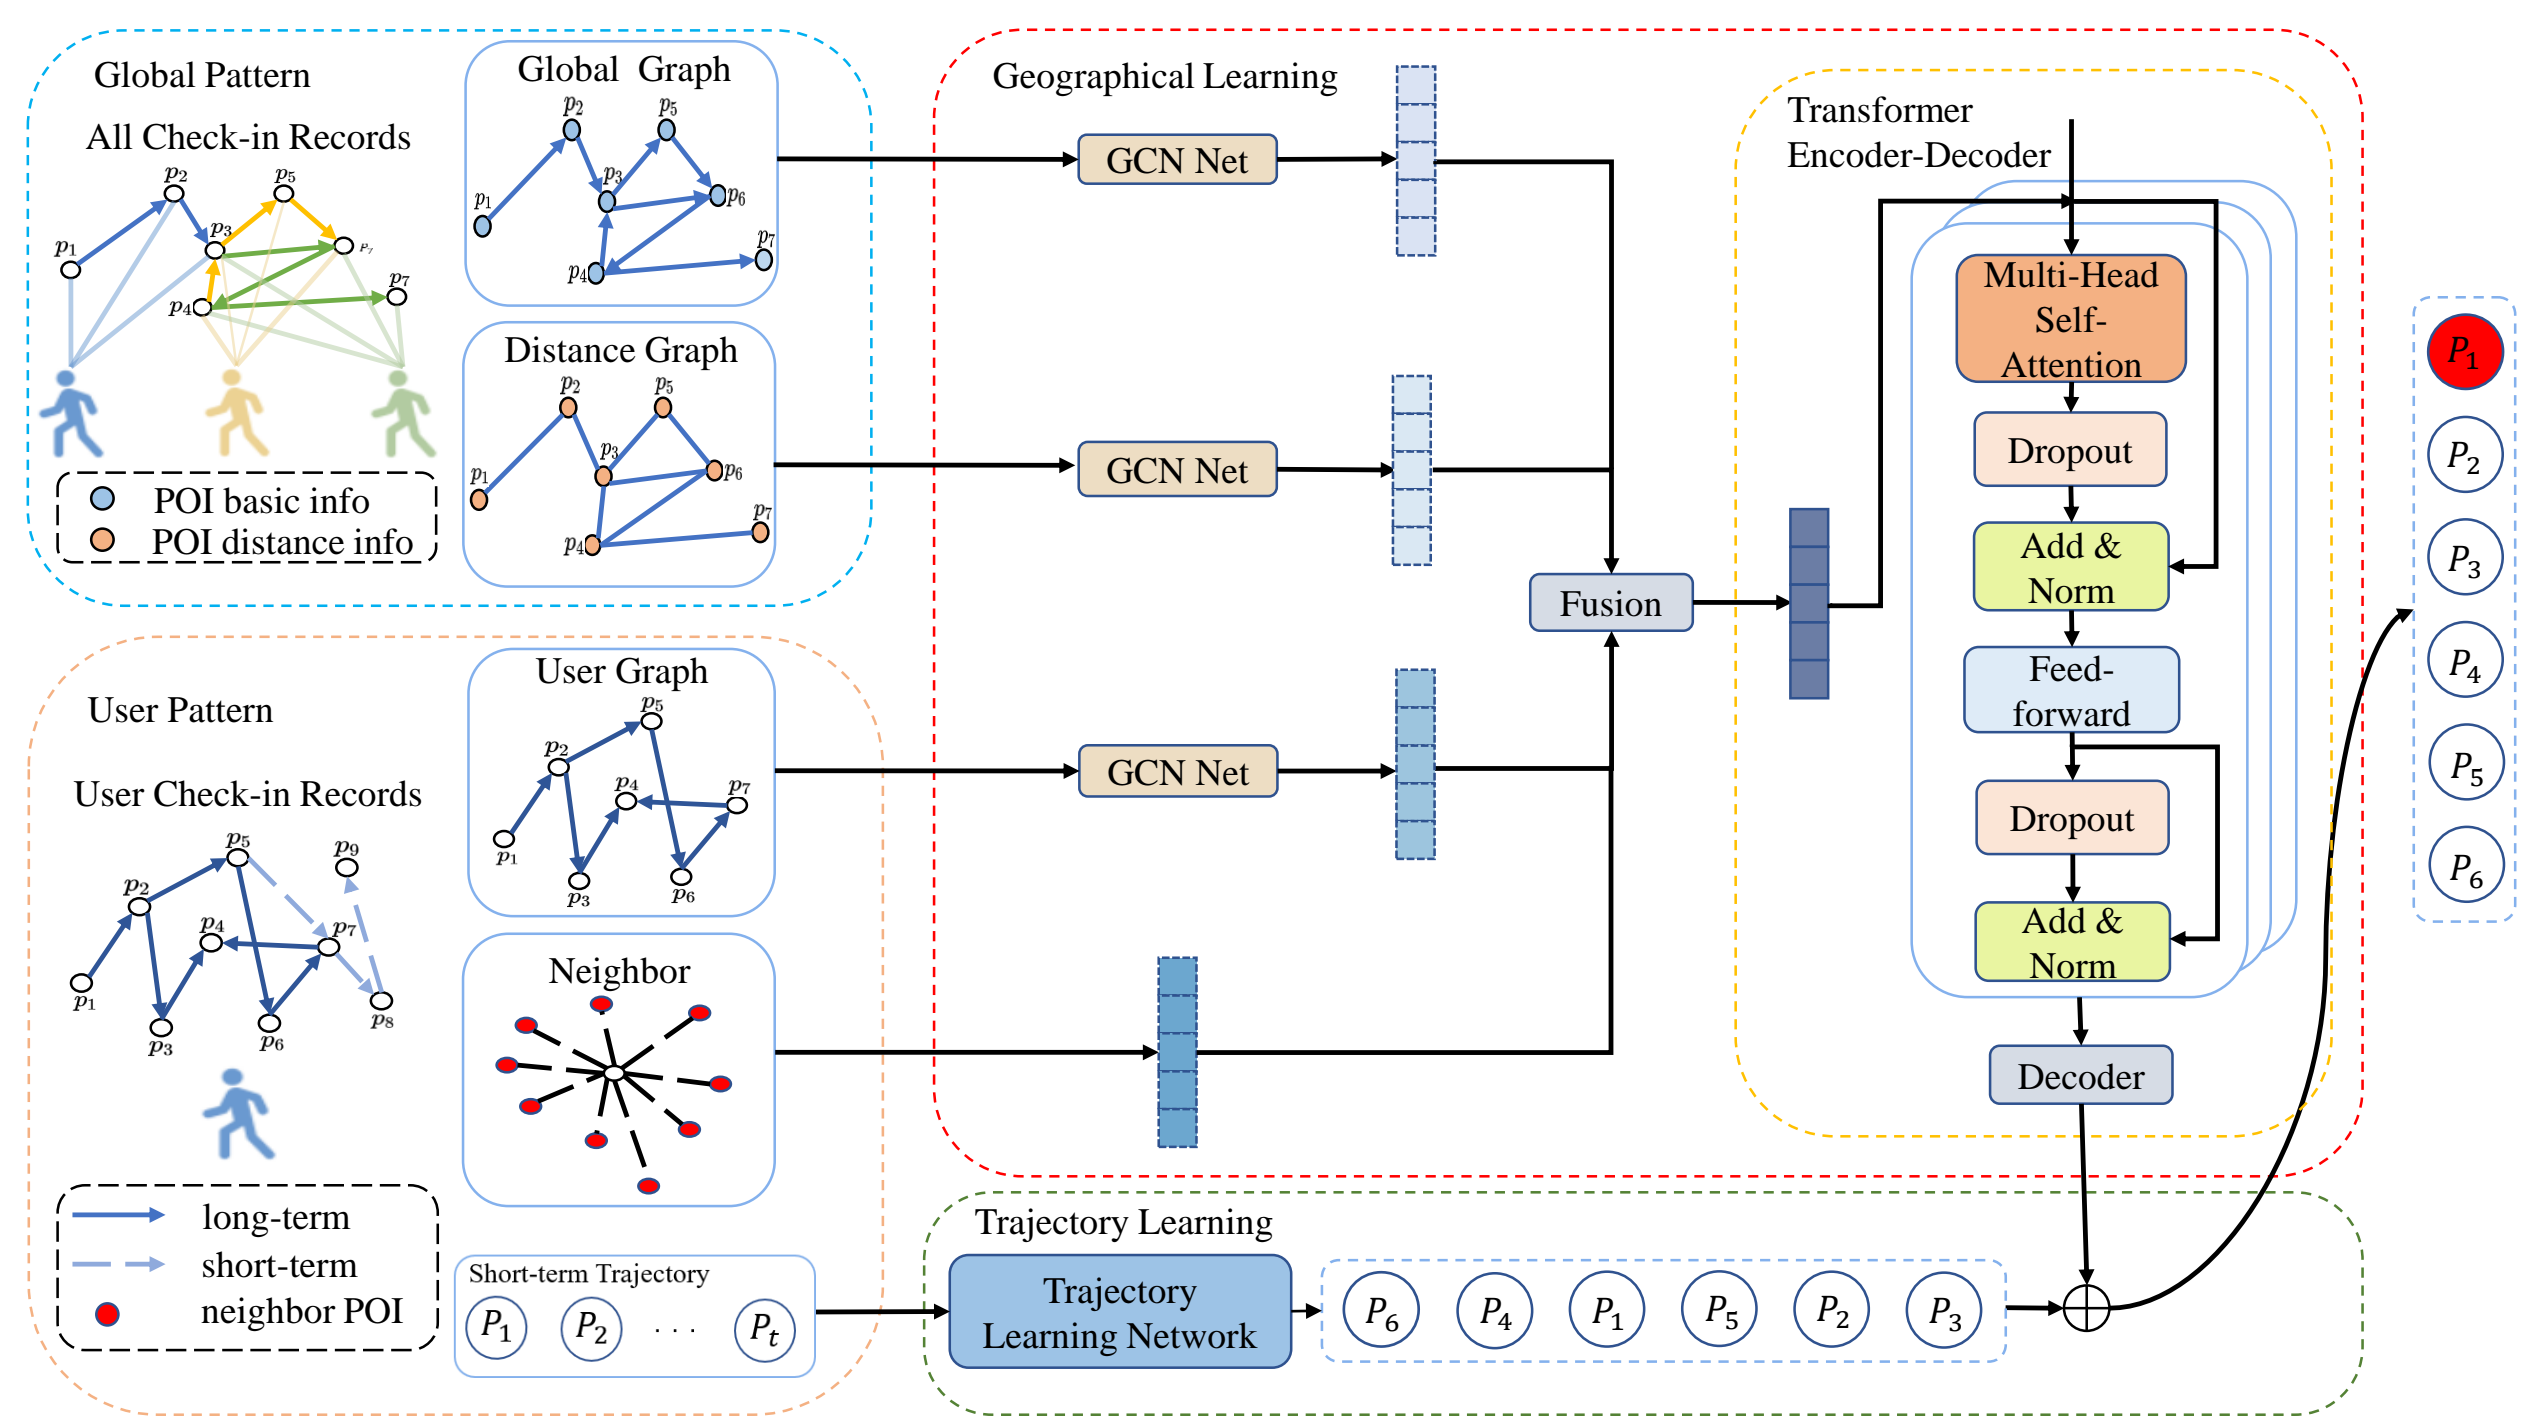 Global Pattern
All Check-in Records
p2
p5
p1
p3
P7
p4
p7
POI basic info
POI distance info
Global Graph
p2
p5
p3
p1
p6
p7
p4
Distance Graph
p2
p5
p3
p1
p6
p7
p4
User Pattern
User Check-in Records
p5
p9
p2
p4
p7
p1
p8
p3
p6
long-term
short-term
neighbor POI
User Graph
p5
p2
p4
p7
p1
p3
p6
Neighbor
Short-term Trajectory
P1
P2
. . .
Pt
Geographical Learning
GCN Net
GCN Net
GCN Net
Fusion
Transformer
Encoder-Decoder
Multi-Head
Self-
Attention
Dropout
Add &
Norm
Feed-
forward
Dropout
Add &
Norm
Decoder
Trajectory Learning
Trajectory
Learning Network
P6
P4
P1
P5
P2
P3
P1
P2
P3
P4
P5
P6